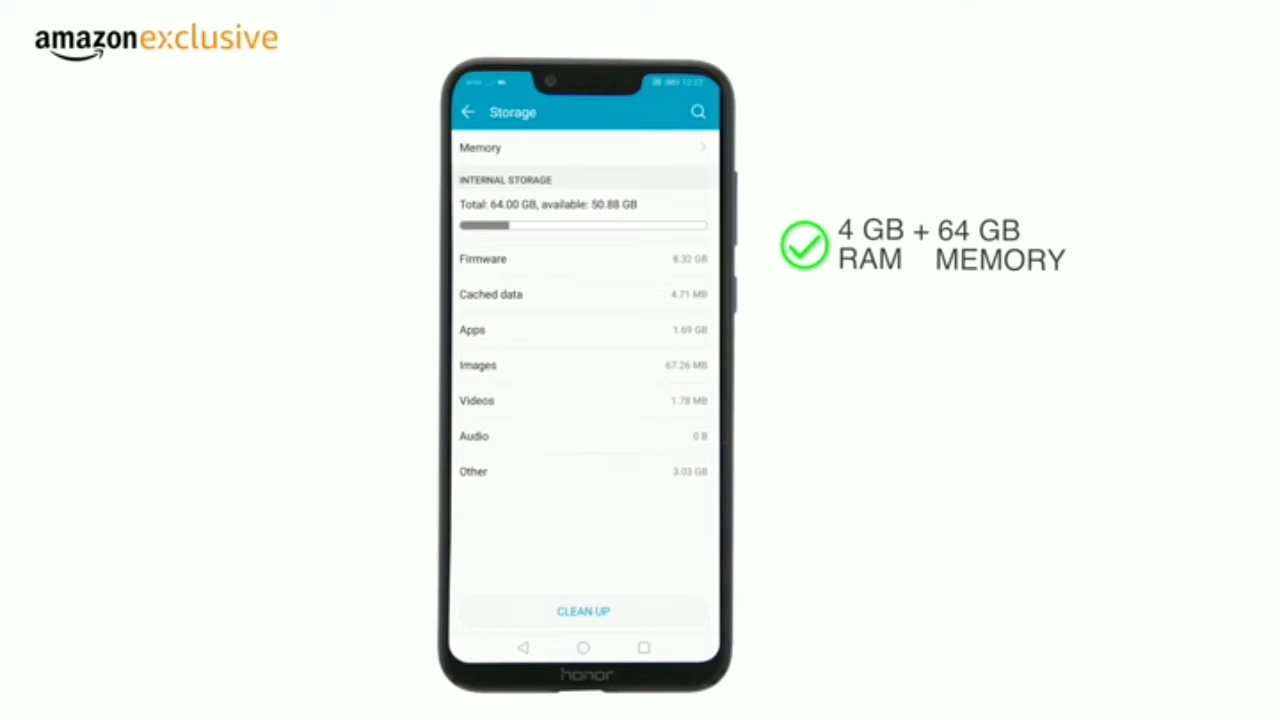 amazonexclusive
12:23
Storage
Memory
INTERNAL STORAGE
Total: 64.00 GB, available: 50.88 GB
Firmware 8.32 GB
Cached data 4.71 MB
Apps 1.69 GB
Images 67.26 MB
Videos 1.78 MB
Audio 0 B
Other 3.03 GB
CLEAN UP
honor
4 GB + 64 GB
RAM MEMORY